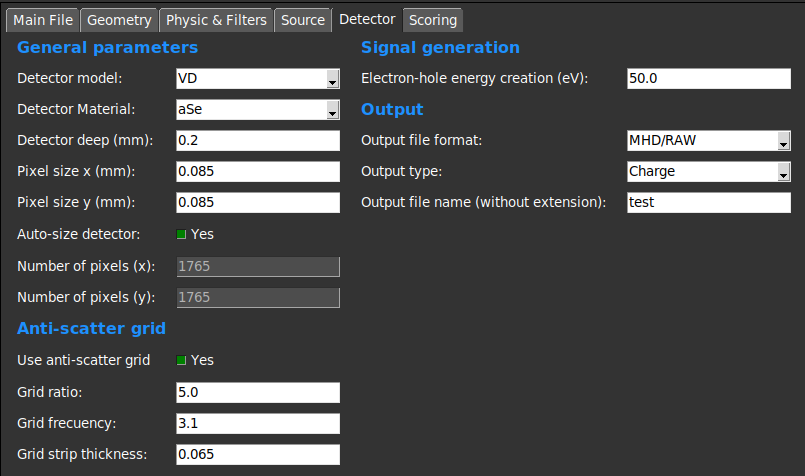 Main File Geometry Physic & Filters Source Detector Scoring
General parameters
Detector model: VD
Detector Material: aSe
Detector deep (mm): 0.2
Pixel size x (mm): 0.085
Pixel size y (mm): 0.085
Auto-size detector: Yes
Number of pixels (x): 1765
Number of pixels (y): 1765
Anti-scatter grid
Use anti-scatter grid Yes
Grid ratio: 5.0
Grid frecuency: 3.1
Grid strip thickness: 0.065
Signal generation
Electron-hole energy creation (eV): 50.0
Output
Output file format: MHD/RAW
Output type: Charge
Output file name (without extension): test